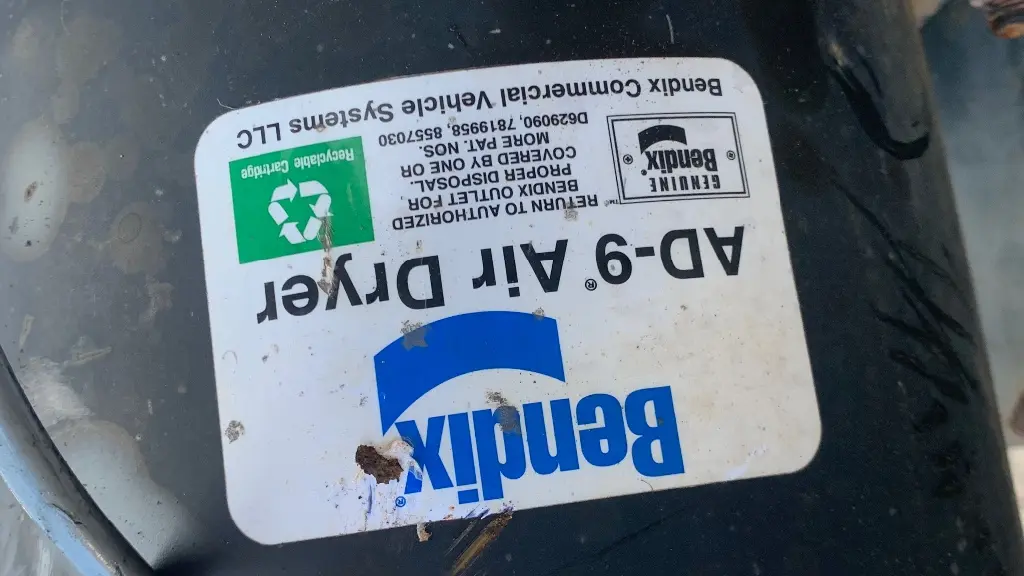 Bendix®
AD-9® Air Dryer
GENUINE
Bendix
™
RETURN TO AUTHORIZED
BENDIX OUTLET FOR
PROPER DISPOSAL.
COVERED BY ONE OR
MORE PAT. NOS.
D629090, 7819958, 8557030
Recyclable Cartridge
Bendix Commercial Vehicle Systems LLC